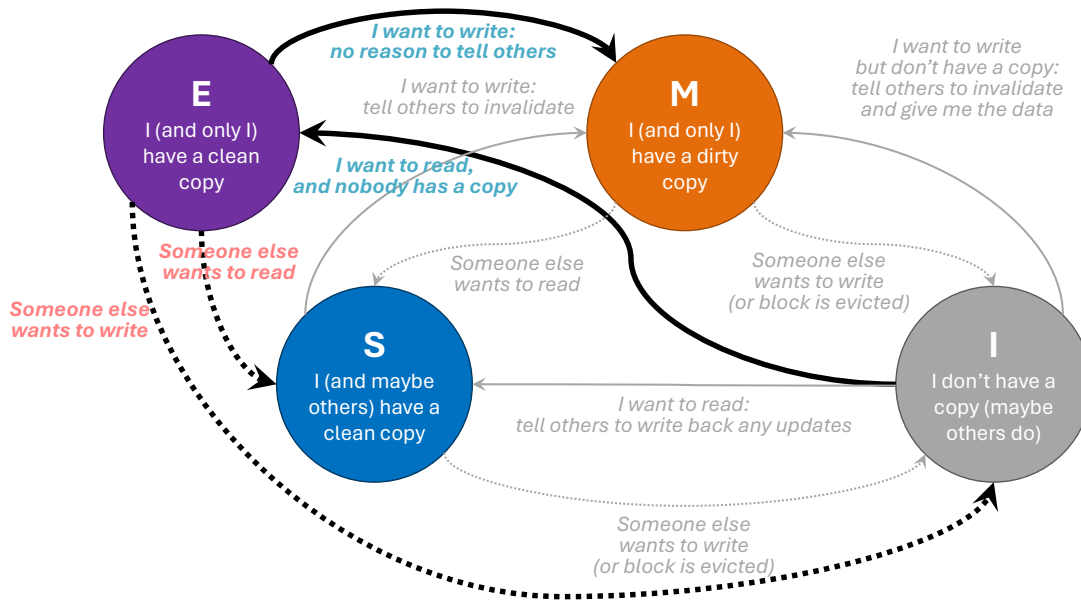 I want to write:
no reason to tell others
I want to write:
tell others to invalidate
I want to write
but don't have a copy:
tell others to invalidate
and give me the data
E
I (and only I)
have a clean
copy
M
I (and only I)
have a dirty
copy
I want to read,
and nobody has a copy
Someone else
wants to read
Someone else
wants to read
Someone else
wants to write
(or block is evicted)
Someone else
wants to write
S
I (and maybe
others) have a
clean copy
I
I don't have a
copy (maybe
others do)
I want to read:
tell others to write back any updates
Someone else
wants to write
(or block is evicted)